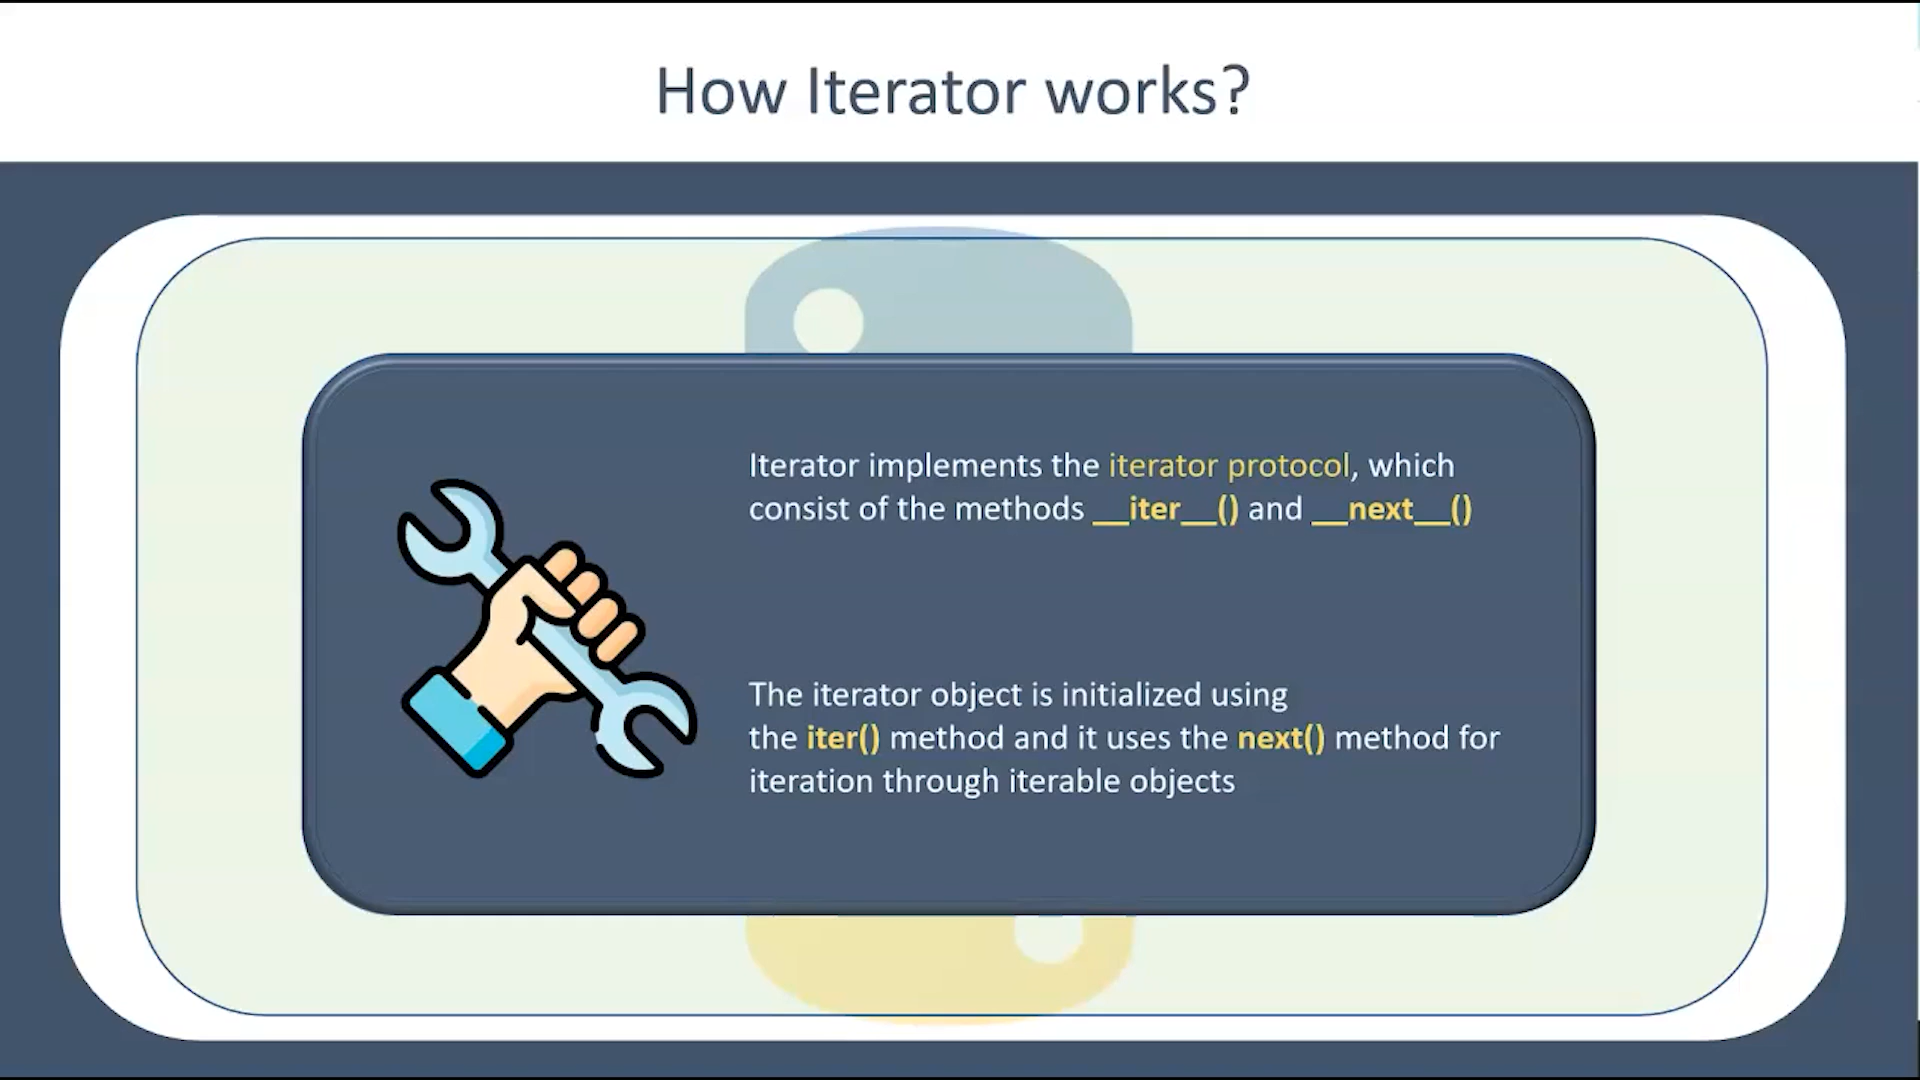 How Iterator works?
Iterator implements the iterator protocol, which
consist of the methods __iter__() and __next__()
The iterator object is initialized using
the iter() method and it uses the next() method for
iteration through iterable objects